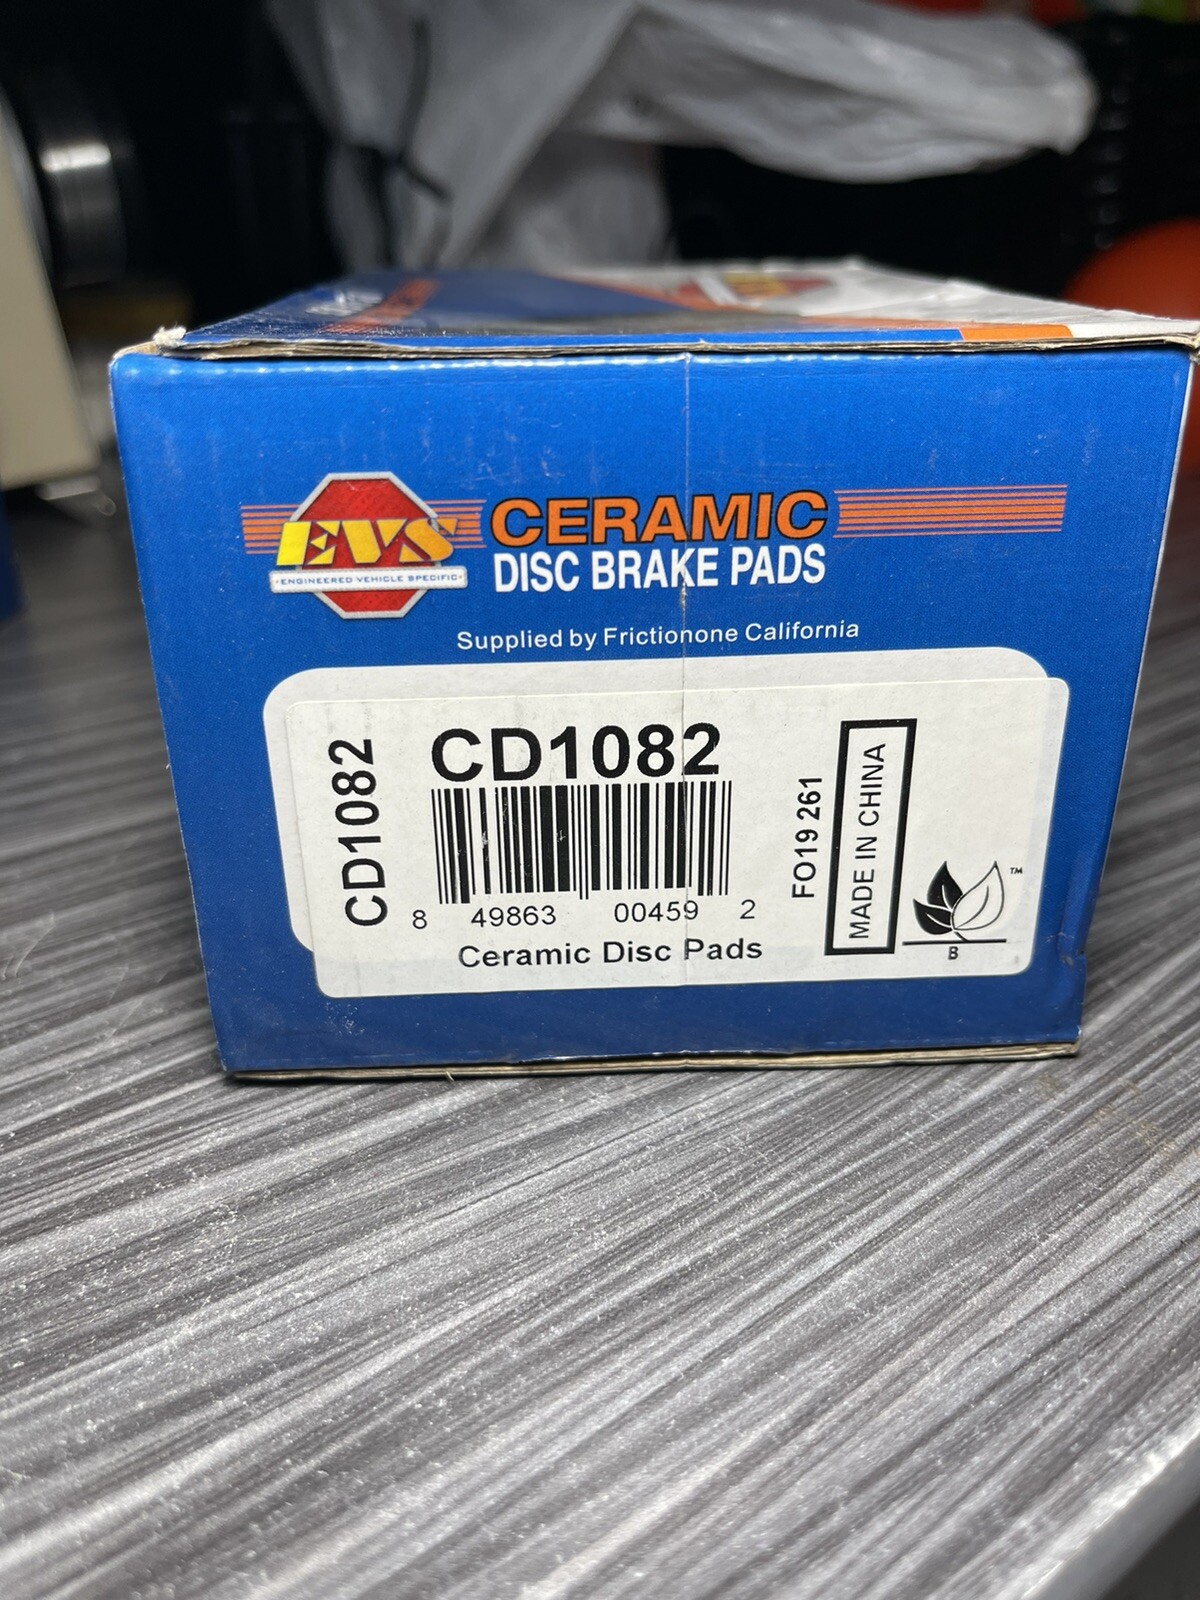 EVS
ENGINEERED VEHICLE SPECIFIC
CERAMIC
DISC BRAKE PADS
Supplied by Frictionone California
CD1082
CD1082
8 49863 00459 2
Ceramic Disc Pads
FO19 261
MADE IN CHINA
TM
B